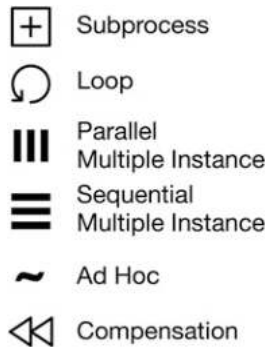 Subprocess
Loop
Parallel
Multiple Instance
Sequential
Multiple Instance
Ad Hoc
Compensation